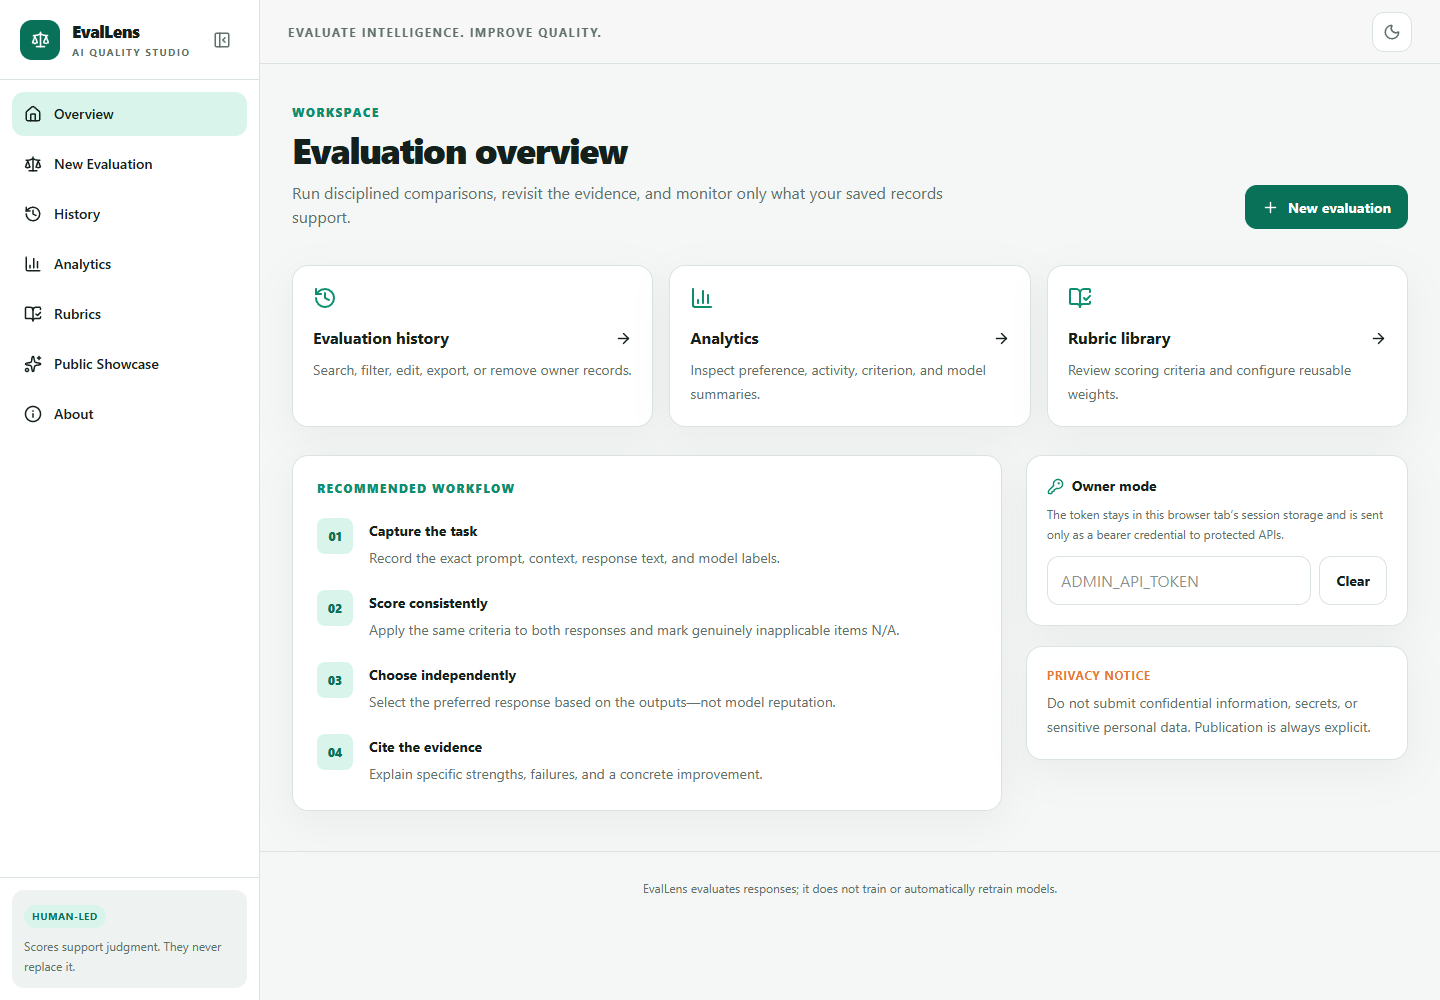 EvalLens
AI QUALITY STUDIO
Overview
New Evaluation
History
Analytics
Rubrics
Public Showcase
About
HUMAN-LED
Scores support judgment. They never
replace it.
EVALUATE INTELLIGENCE. IMPROVE QUALITY.
WORKSPACE
Evaluation overview
Run disciplined comparisons, revisit the evidence, and monitor only what your saved records
support.
New evaluation
Evaluation history
Search, filter, edit, export, or remove owner records.
Analytics
Inspect preference, activity, criterion, and model
summaries.
Rubric library
Review scoring criteria and configure reusable
weights.
RECOMMENDED WORKFLOW
01
Capture the task
Record the exact prompt, context, response text, and model labels.
02
Score consistently
Apply the same criteria to both responses and mark genuinely inapplicable items N/A.
03
Choose independently
Select the preferred response based on the outputs—not model reputation.
04
Cite the evidence
Explain specific strengths, failures, and a concrete improvement.
Owner mode
The token stays in this browser tab's session storage and is sent
only as a bearer credential to protected APIs.
ADMIN_API_TOKEN
Clear
PRIVACY NOTICE
Do not submit confidential information, secrets, or
sensitive personal data. Publication is always explicit.
EvalLens evaluates responses; it does not train or automatically retrain models.